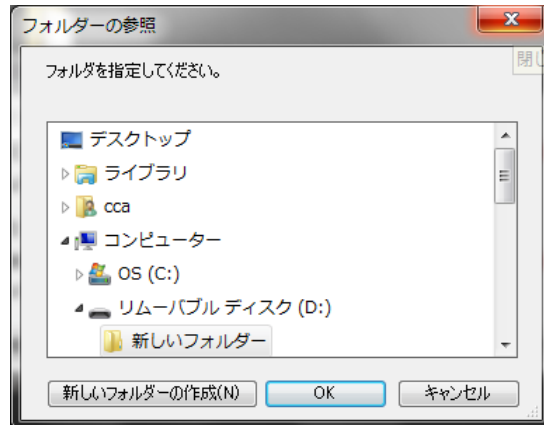 フォルダーの参照
閉じ
フォルダを指定してください。
デスクトップ
ライブラリ
cca
コンピューター
OS (C:)
リムーバブル ディスク (D:)
新しいフォルダー
新しいフォルダーの作成(N)
OK
キャンセル